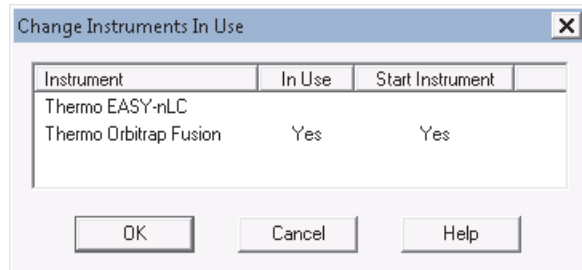 Change Instruments In Use
Instrument In Use Start Instrument
Thermo EASY-nLC
Thermo Orbitrap Fusion Yes Yes
OK Cancel Help